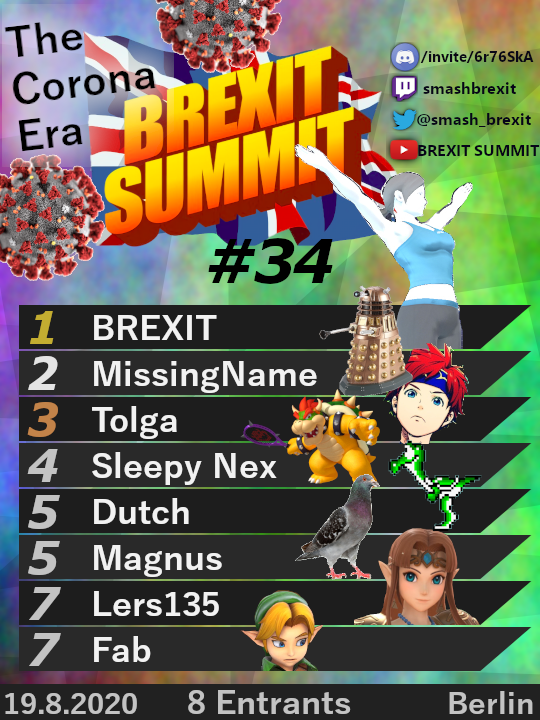 The
Corona
Era
BREXIT
SUMMIT
#34
/invite/6r76SkA
smashbrexit
@smash_brexit
BREXIT SUMMIT
1 BREXIT
2 MissingName
3 Tolga
4 Sleepy Nex
5 Dutch
5 Magnus
7 Lers135
7 Fab
19.8.2020 8 Entrants Berlin